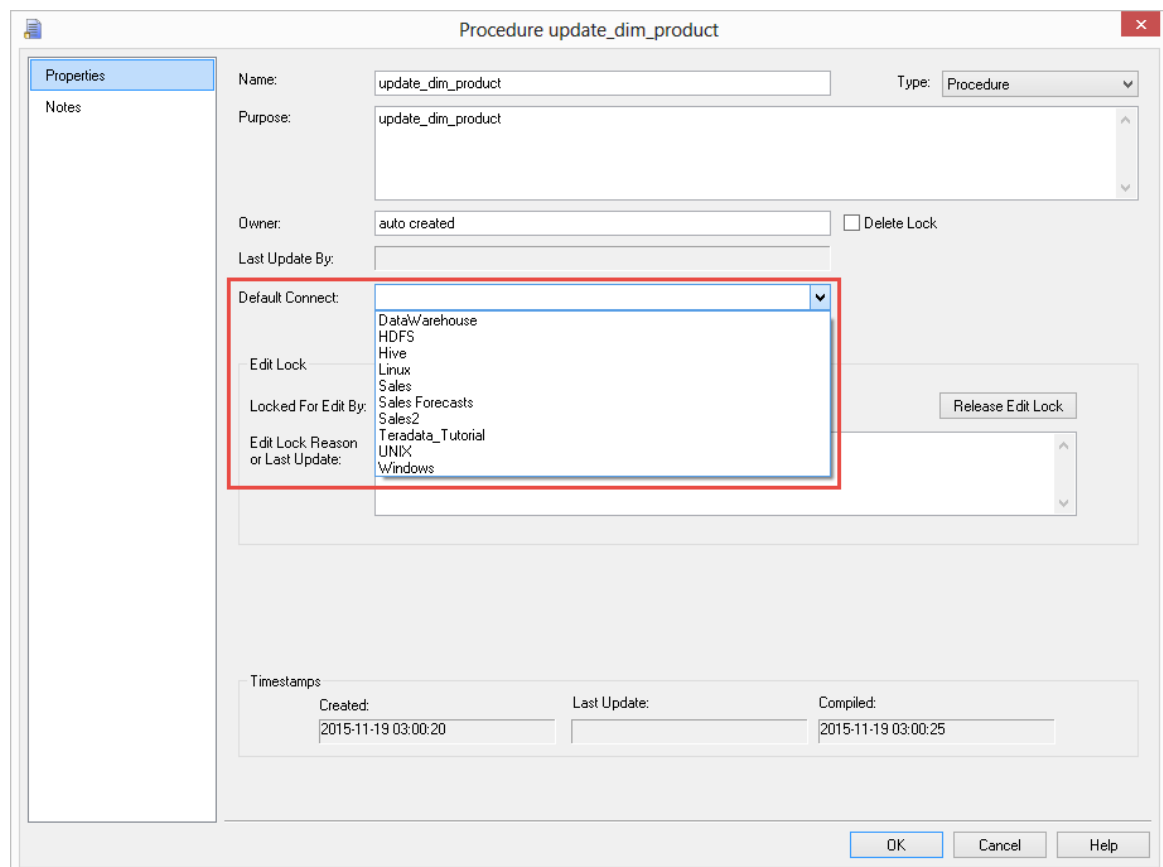 Procedure update_dim_product
Properties
Notes
Name: update_dim_product Type: Procedure
Purpose: update_dim_product
Owner: auto created Delete Lock
Last Update By:
Default Connect:
DataWarehouse
HDFS
Hive
Linux
Sales
Sales Forecasts
Sales2
Teradata_Tutorial
UNIX
Windows
Edit Lock
Locked For Edit By: Release Edit Lock
Edit Lock Reason
or Last Update:
Timestamps
Created: Last Update: Compiled:
2015-11-19 03:00:20 2015-11-19 03:00:25
OK Cancel Help